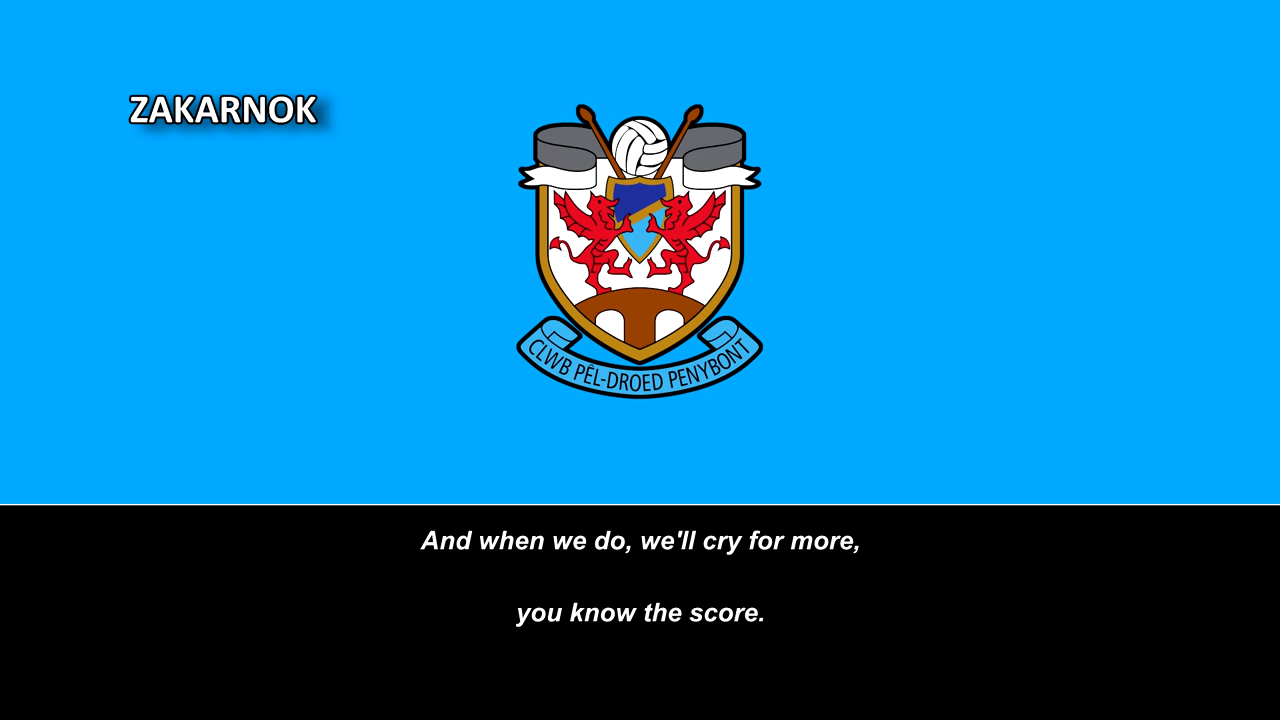 ZAKARNOK
CLWB PÊL-DROED PENYBONT
And when we do, we'll cry for more,
you know the score.